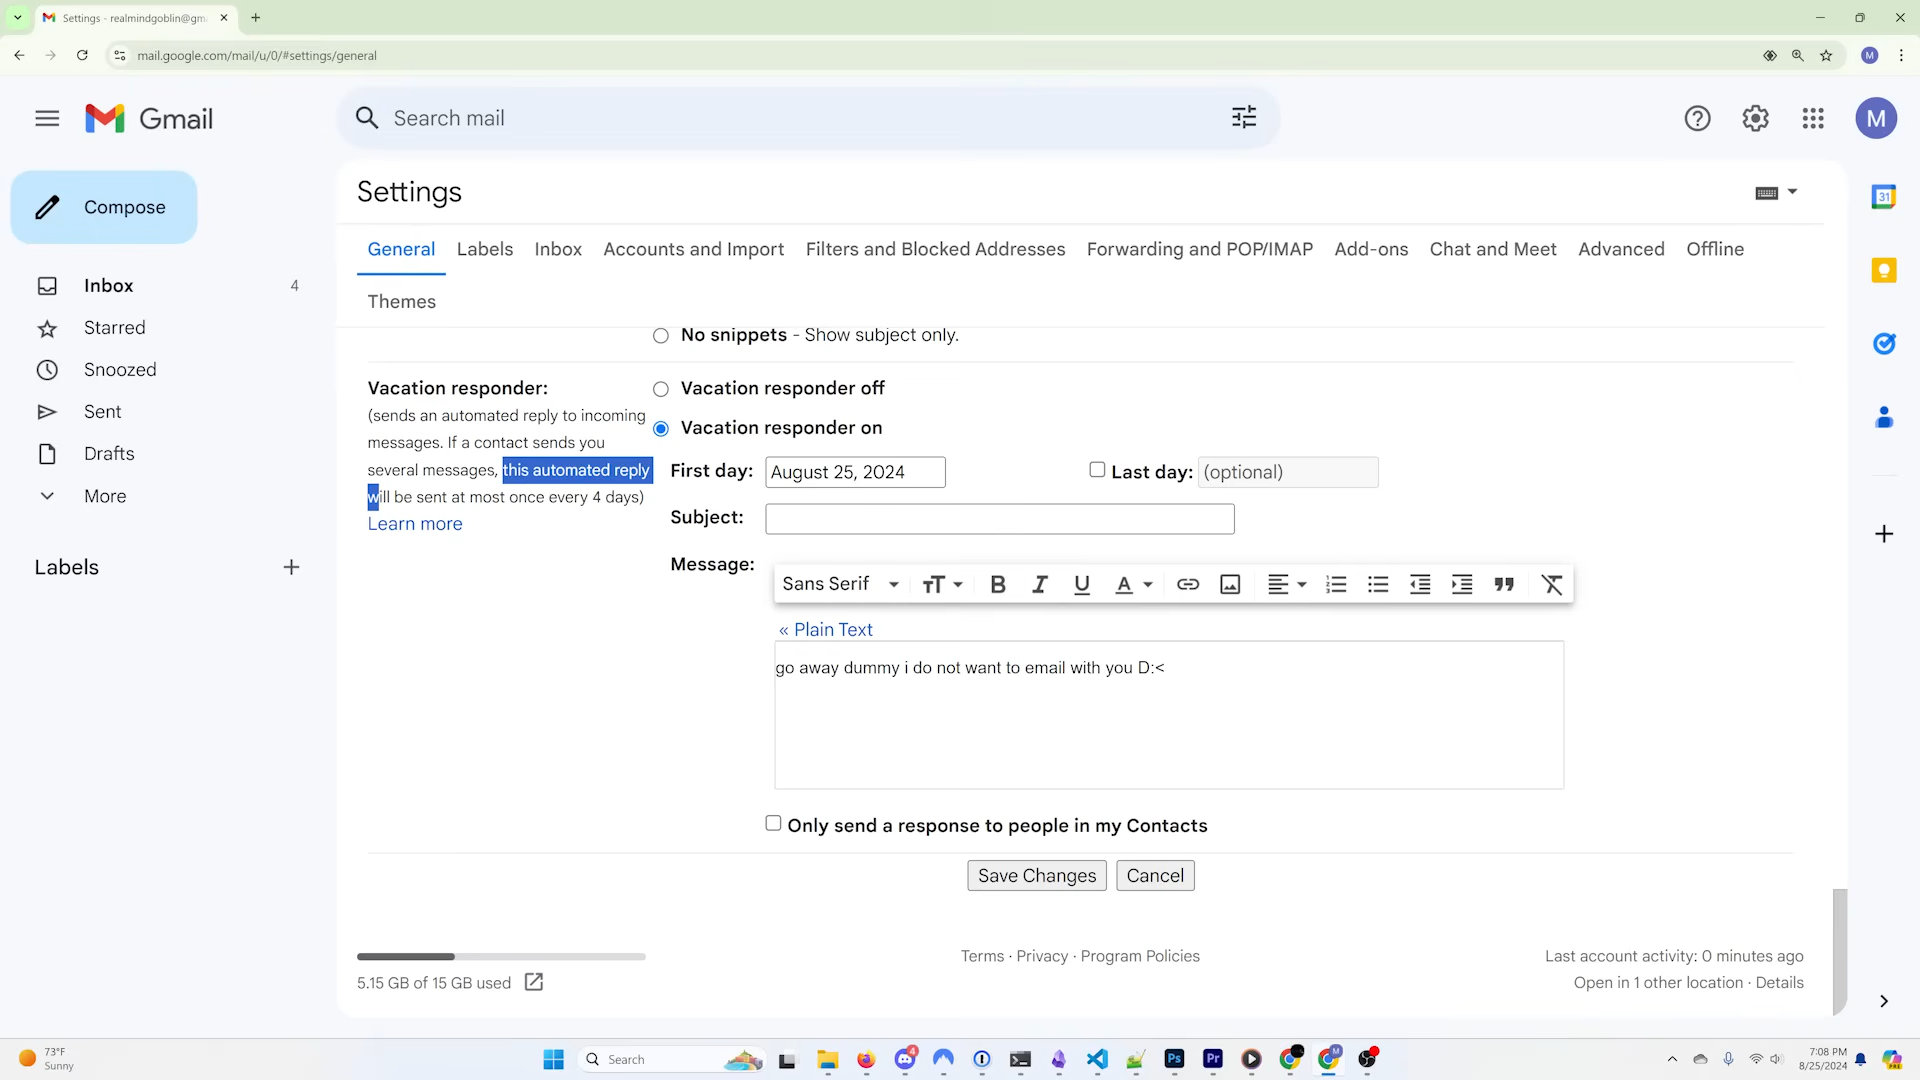 Settings - realmindgoblin@gm
mail.google.com/mail/u/0/#settings/general
M
Gmail
Search mail
M
Compose
Inbox 4
Starred
Snoozed
Sent
Drafts
More
Labels
Settings
General Labels Inbox Accounts and Import Filters and Blocked Addresses Forwarding and POP/IMAP Add-ons Chat and Meet Advanced Offline
Themes
No snippets - Show subject only.
Vacation responder:
(sends an automated reply to incoming
messages. If a contact sends you
several messages, this automated reply
will be sent at most once every 4 days)
Learn more
Vacation responder off
Vacation responder on
First day: August 25, 2024 Last day: (optional)
Subject:
Message:
Sans Serif
« Plain Text
go away dummy i do not want to email with you D:<
Only send a response to people in my Contacts
Save Changes Cancel
5.15 GB of 15 GB used
Terms · Privacy · Program Policies
Last account activity: 0 minutes ago
Open in 1 other location · Details
31
73°F
Sunny
Search
4
Ps
Pr
M
7:08 PM
8/25/2024